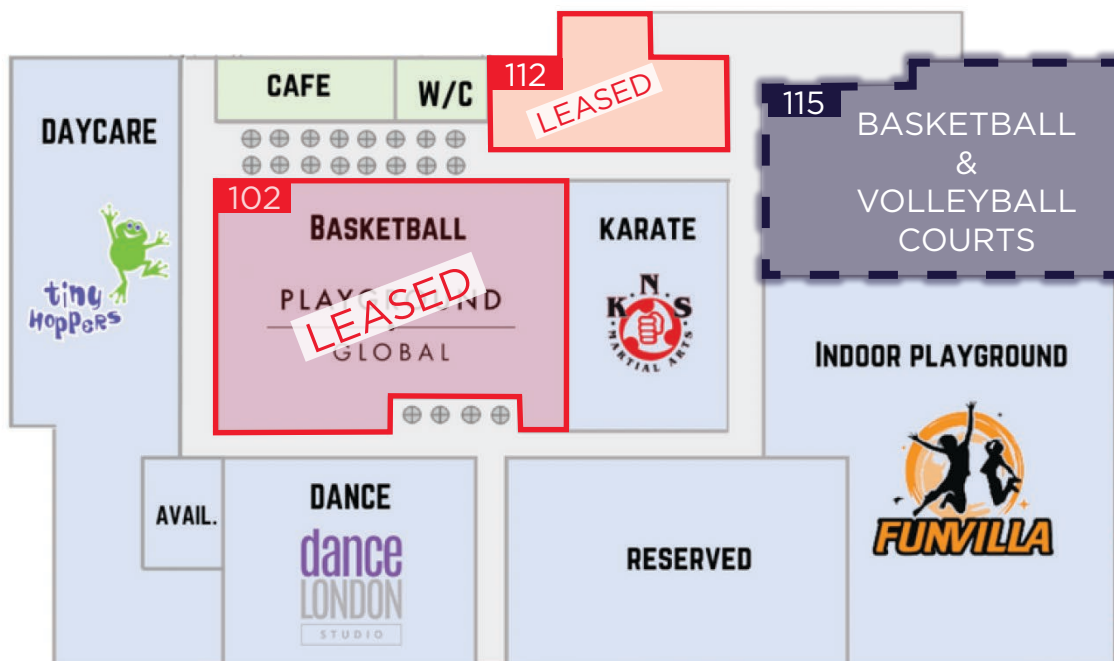 112
LEASED
CAFE
W/C
115
BASKETBALL
&
VOLLEYBALL
COURTS
DAYCARE
tiny
HOPPERS
102
BASKETBALL
PLAYGROUND
GLOBAL
LEASED
KARATE
K N S
MARTIAL ARTS
INDOOR PLAYGROUND
FUNVILLA
AVAIL.
DANCE
dance
LONDON
STUDIO
RESERVED